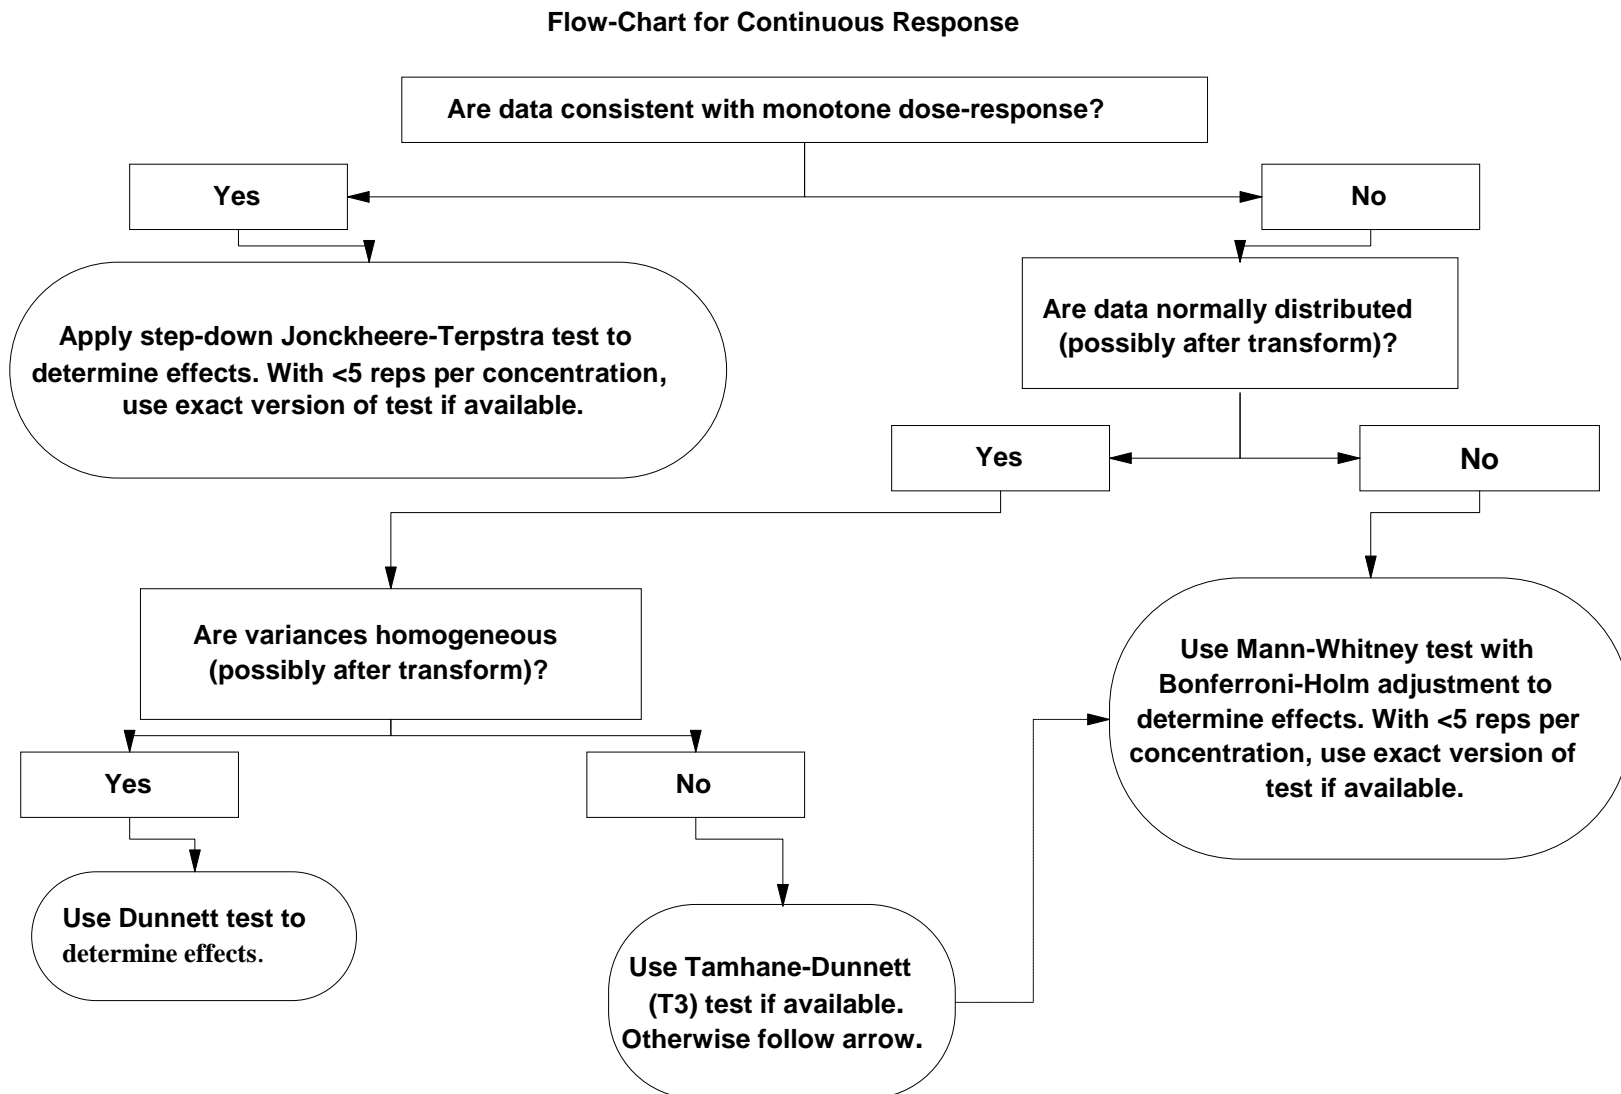 Flow-Chart for Continuous Response
Are data consistent with monotone dose-response?
Yes
No
Apply step-down Jonckheere-Terpstra test to
determine effects. With <5 reps per concentration,
use exact version of test if available.
Are data normally distributed
(possibly after transform)?
Yes
No
Are variances homogeneous
(possibly after transform)?
Use Mann-Whitney test with
Bonferroni-Holm adjustment to
determine effects. With <5 reps per
concentration, use exact version of
test if available.
Yes
No
Use Dunnett test to
determine effects.
Use Tamhane-Dunnett
(T3) test if available.
Otherwise follow arrow.